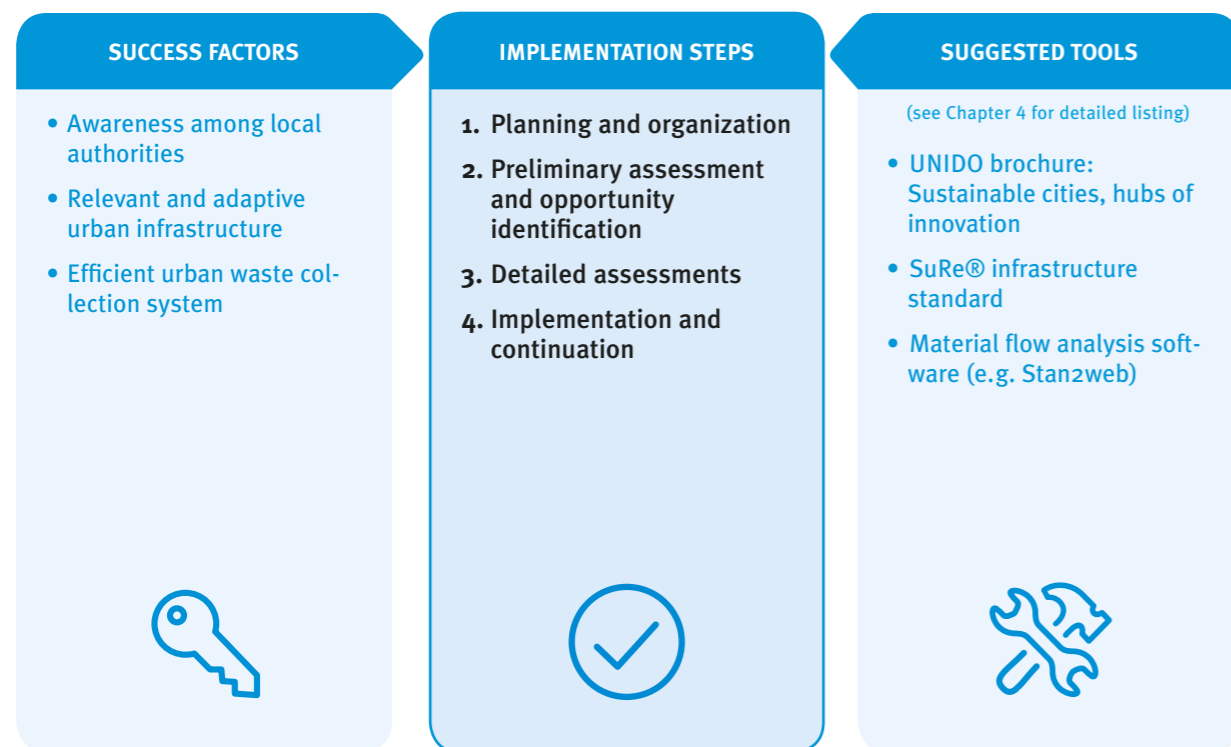 SUCCESS FACTORS
• Awareness among local
authorities
• Relevant and adaptive
urban infrastructure
• Efficient urban waste col-
lection system
IMPLEMENTATION STEPS
1. Planning and organization
2. Preliminary assessment
and opportunity
identification
3. Detailed assessments
4. Implementation and
continuation
SUGGESTED TOOLS
(see Chapter 4 for detailed listing)
• UNIDO brochure:
Sustainable cities, hubs of
innovation
• SuRe® infrastructure
standard
• Material flow analysis soft-
ware (e.g. Stan2web)